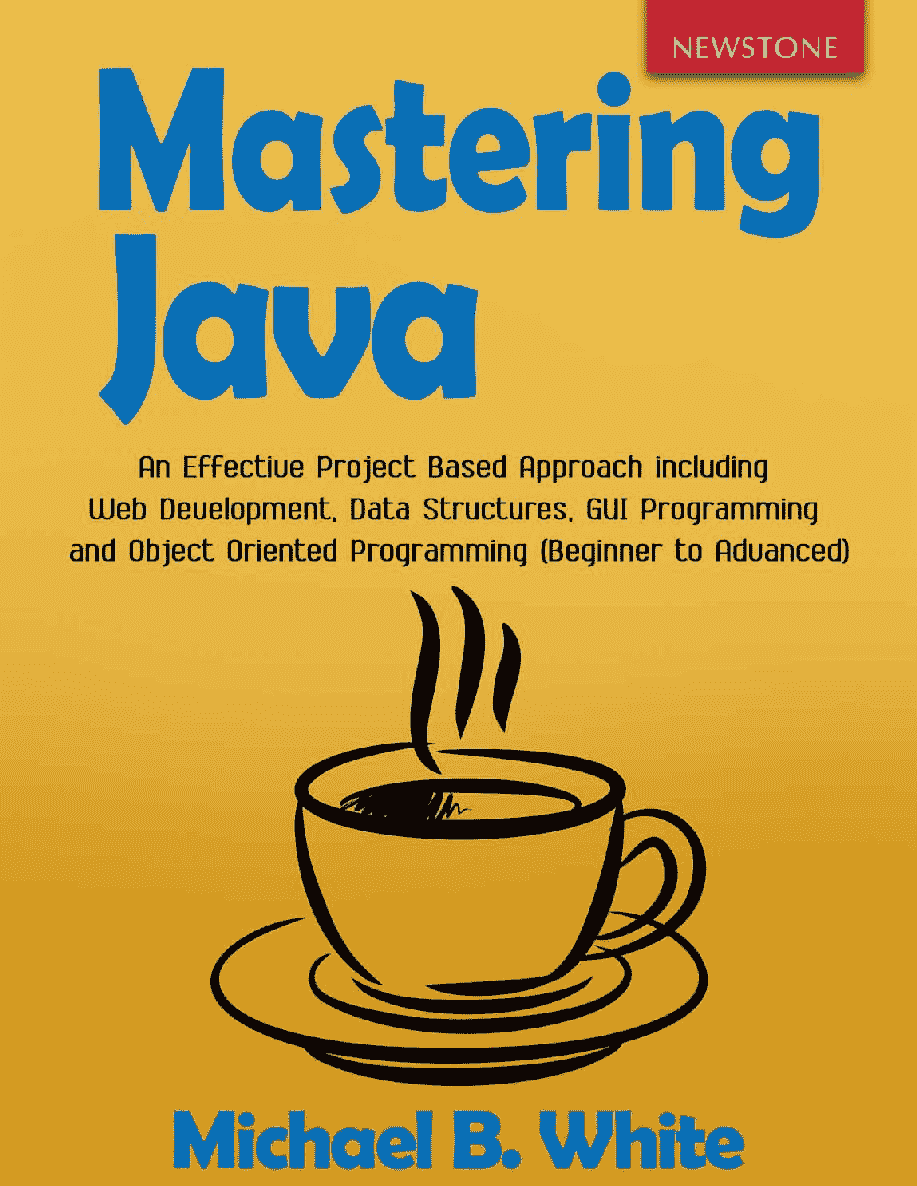 NEWSTONE
Mastering
Java
An Effective Project Based Approach including
Web Development, Data Structures, GUI Programming
and Object Oriented Programming (Beginner to Advanced)
Michael B. White